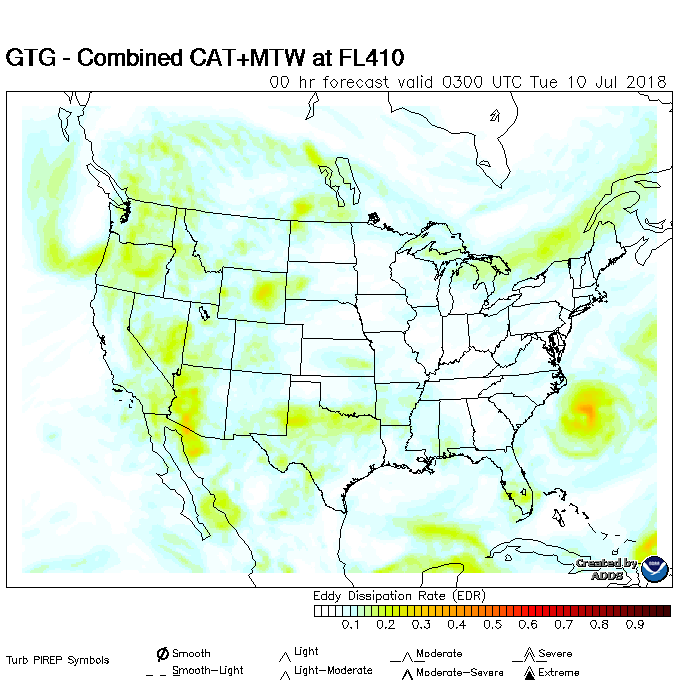 GTG - Combined CAT+MTW at FL410
00 hr forecast valid 0300 UTC Tue 10 Jul 2018
Created by
ADDS
Eddy Dissipation Rate (EDR)
0.1 0.2 0.3 0.4 0.5 0.6 0.7 0.8 0.9
Turb PIREP Symbols
Smooth Light Moderate Severe
Smooth-Light Light-Moderate Moderate-Severe Extreme